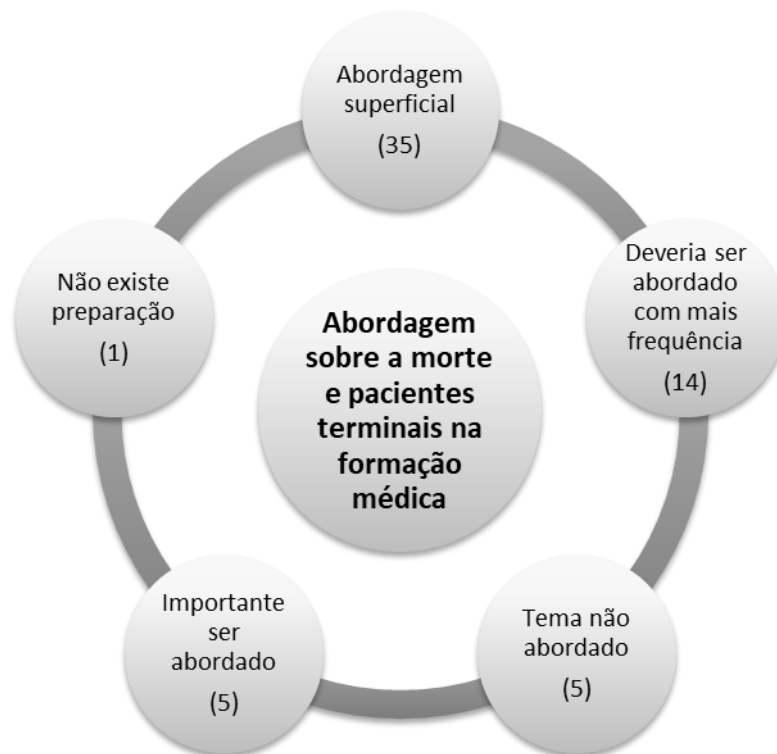 Abordagem
superficial
(35)
Deveria ser
abordado
com mais
frequência
(14)
Tema não
abordado
(5)
Importante
ser
abordado
(5)
Não existe
preparação
(1)
Abordagem
sobre a morte
e pacientes
terminais na
formação
médica